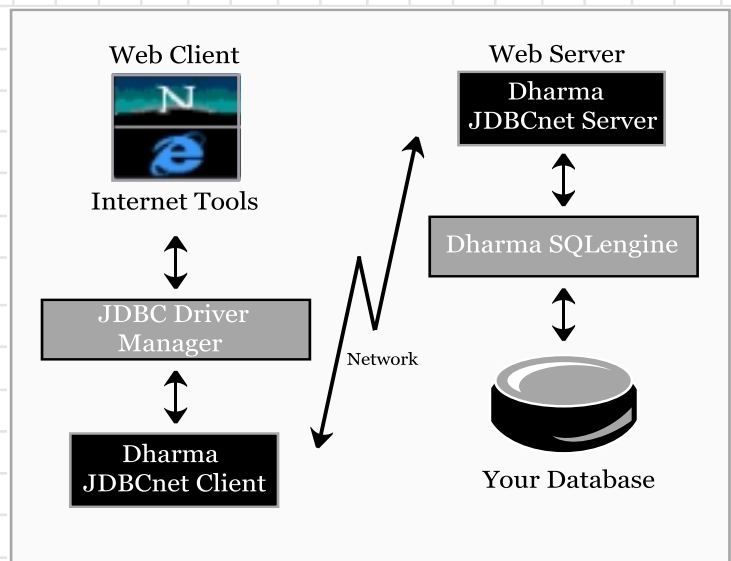 Web Client
N
e
Internet Tools
JDBC Driver
Manager
Dharma
JDBCnet Client
Network
Web Server
Dharma
JDBCnet Server
Dharma SQLengine
Your Database